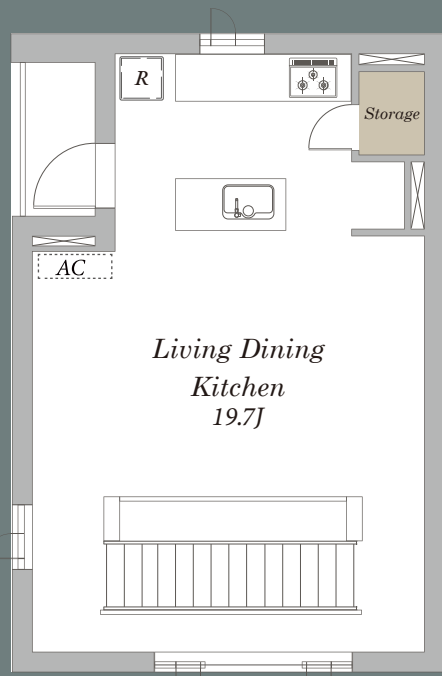 R
Storage
AC
Living Dining
Kitchen
19.7J